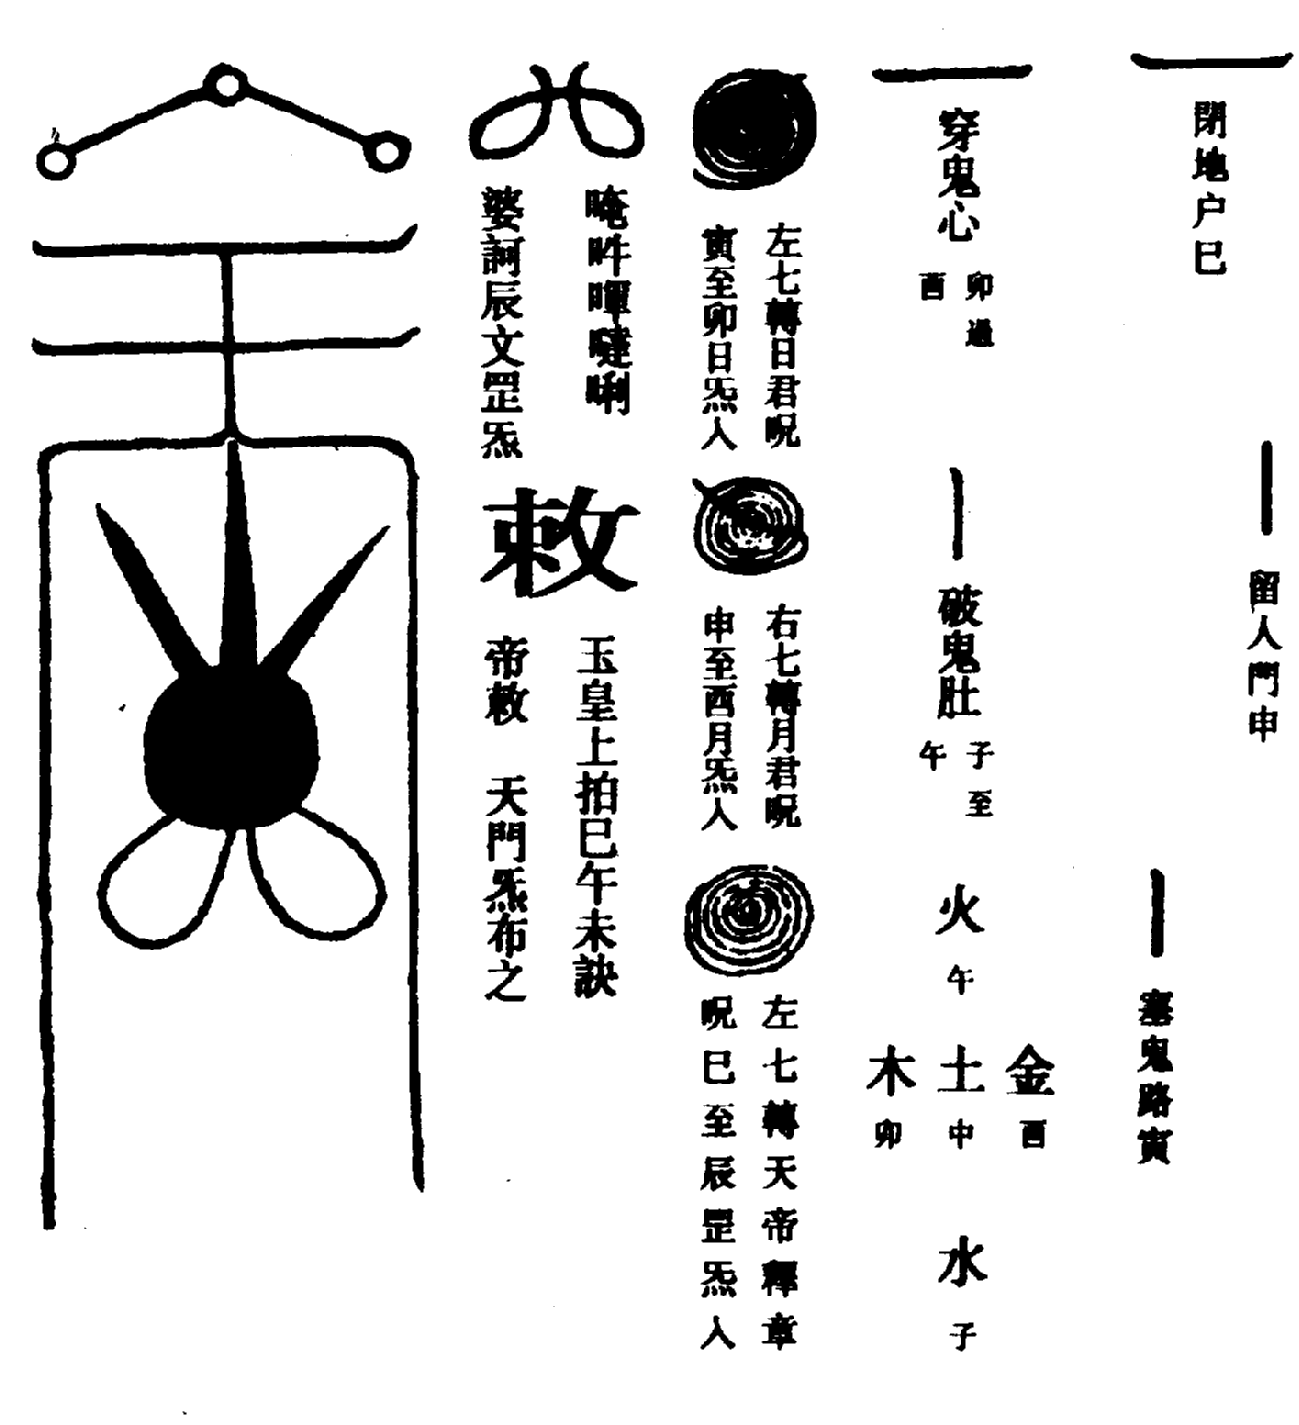 閉地户巳
留人門申
塞鬼路寅
穿鬼心
卯過
酉
破鬼肚
子至
午
火
午
金
酉
土
中
木
卯
水
子
左七轉日君呪
寅至卯日炁人
右七轉月君呪
申至酉月炁人
左七轉天帝釋章
呪巳至辰罡炁人
唵吽㗲噠唎
婆訶辰文罡炁
敕
玉皇上拍巳午未訣
帝敕 天門炁布之